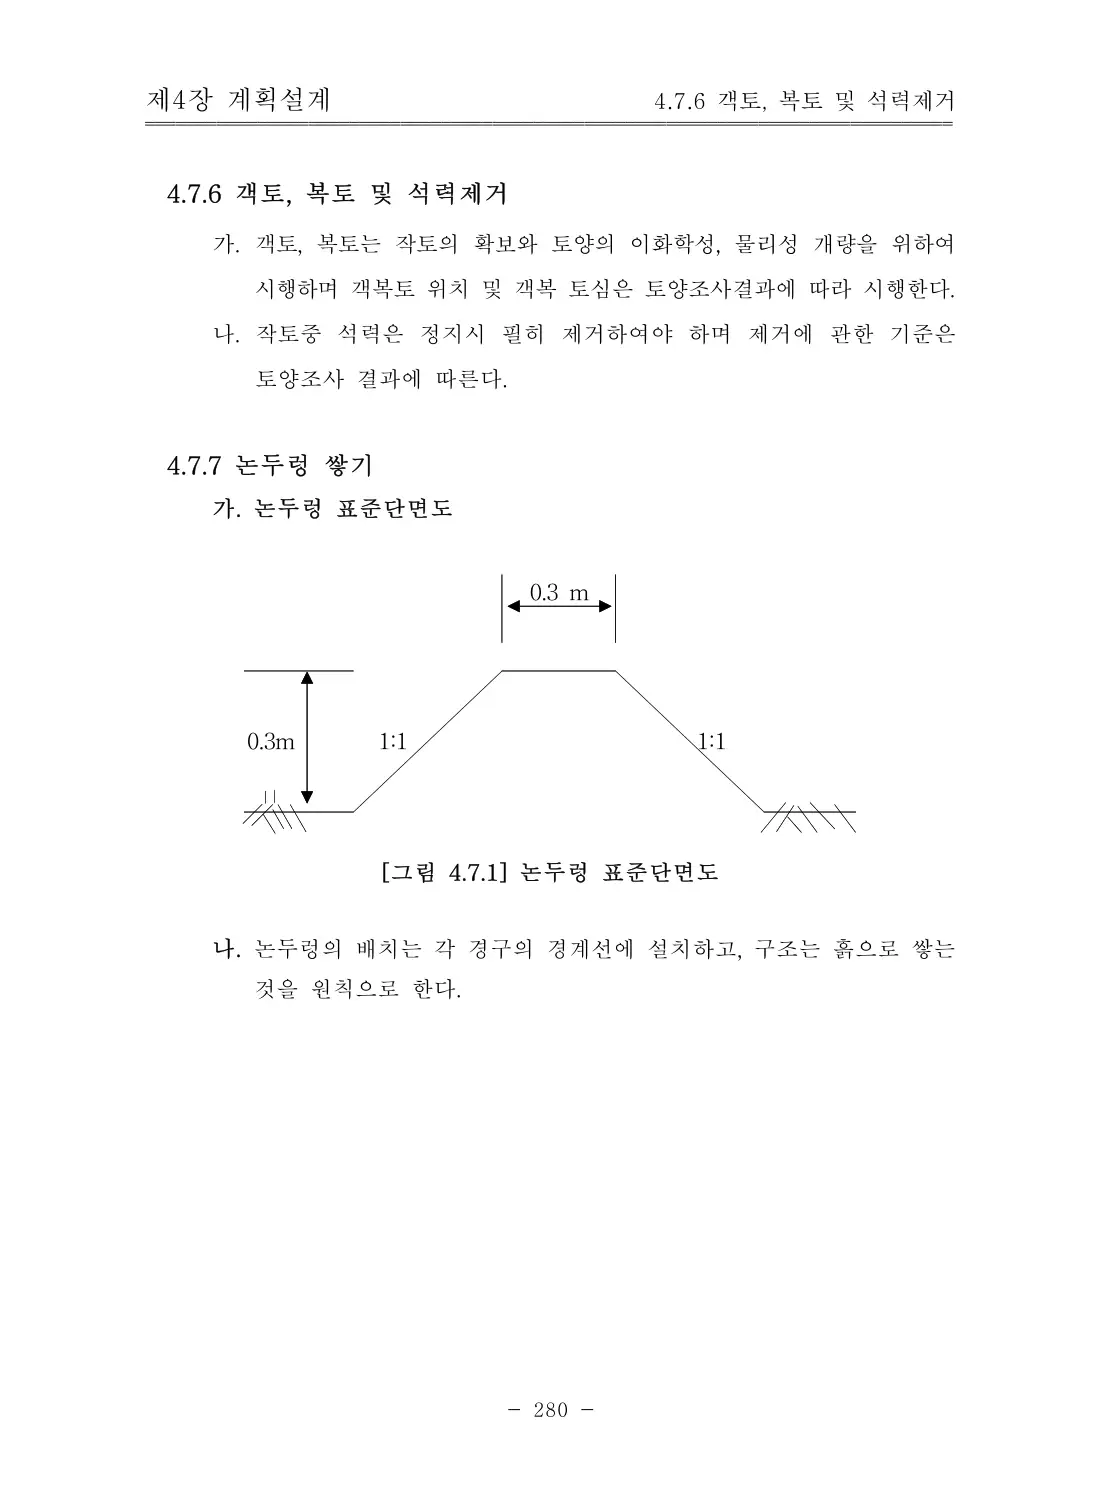 제4장 계획설계 4.7.6 객토, 복토 및 석력제거
4.7.6 객토, 복토 및 석력제거
가. 객토, 복토는 작토의 확보와 토양의 이화학성, 물리성 개량을 위하여
시행하며 객복토 위치 및 객복 토심은 토양조사결과에 따라 시행한다.
나. 작토중 석력은 정지시 필히 제거하여야 하며 제거에 관한 기준은
토양조사 결과에 따른다.
4.7.7 논두렁 쌓기
가. 논두렁 표준단면도
0.3 m
0.3m 1:1 1:1
[그림 4.7.1] 논두렁 표준단면도
나. 논두렁의 배치는 각 경구의 경계선에 설치하고, 구조는 흙으로 쌓는
것을 원칙으로 한다.
- 280 -